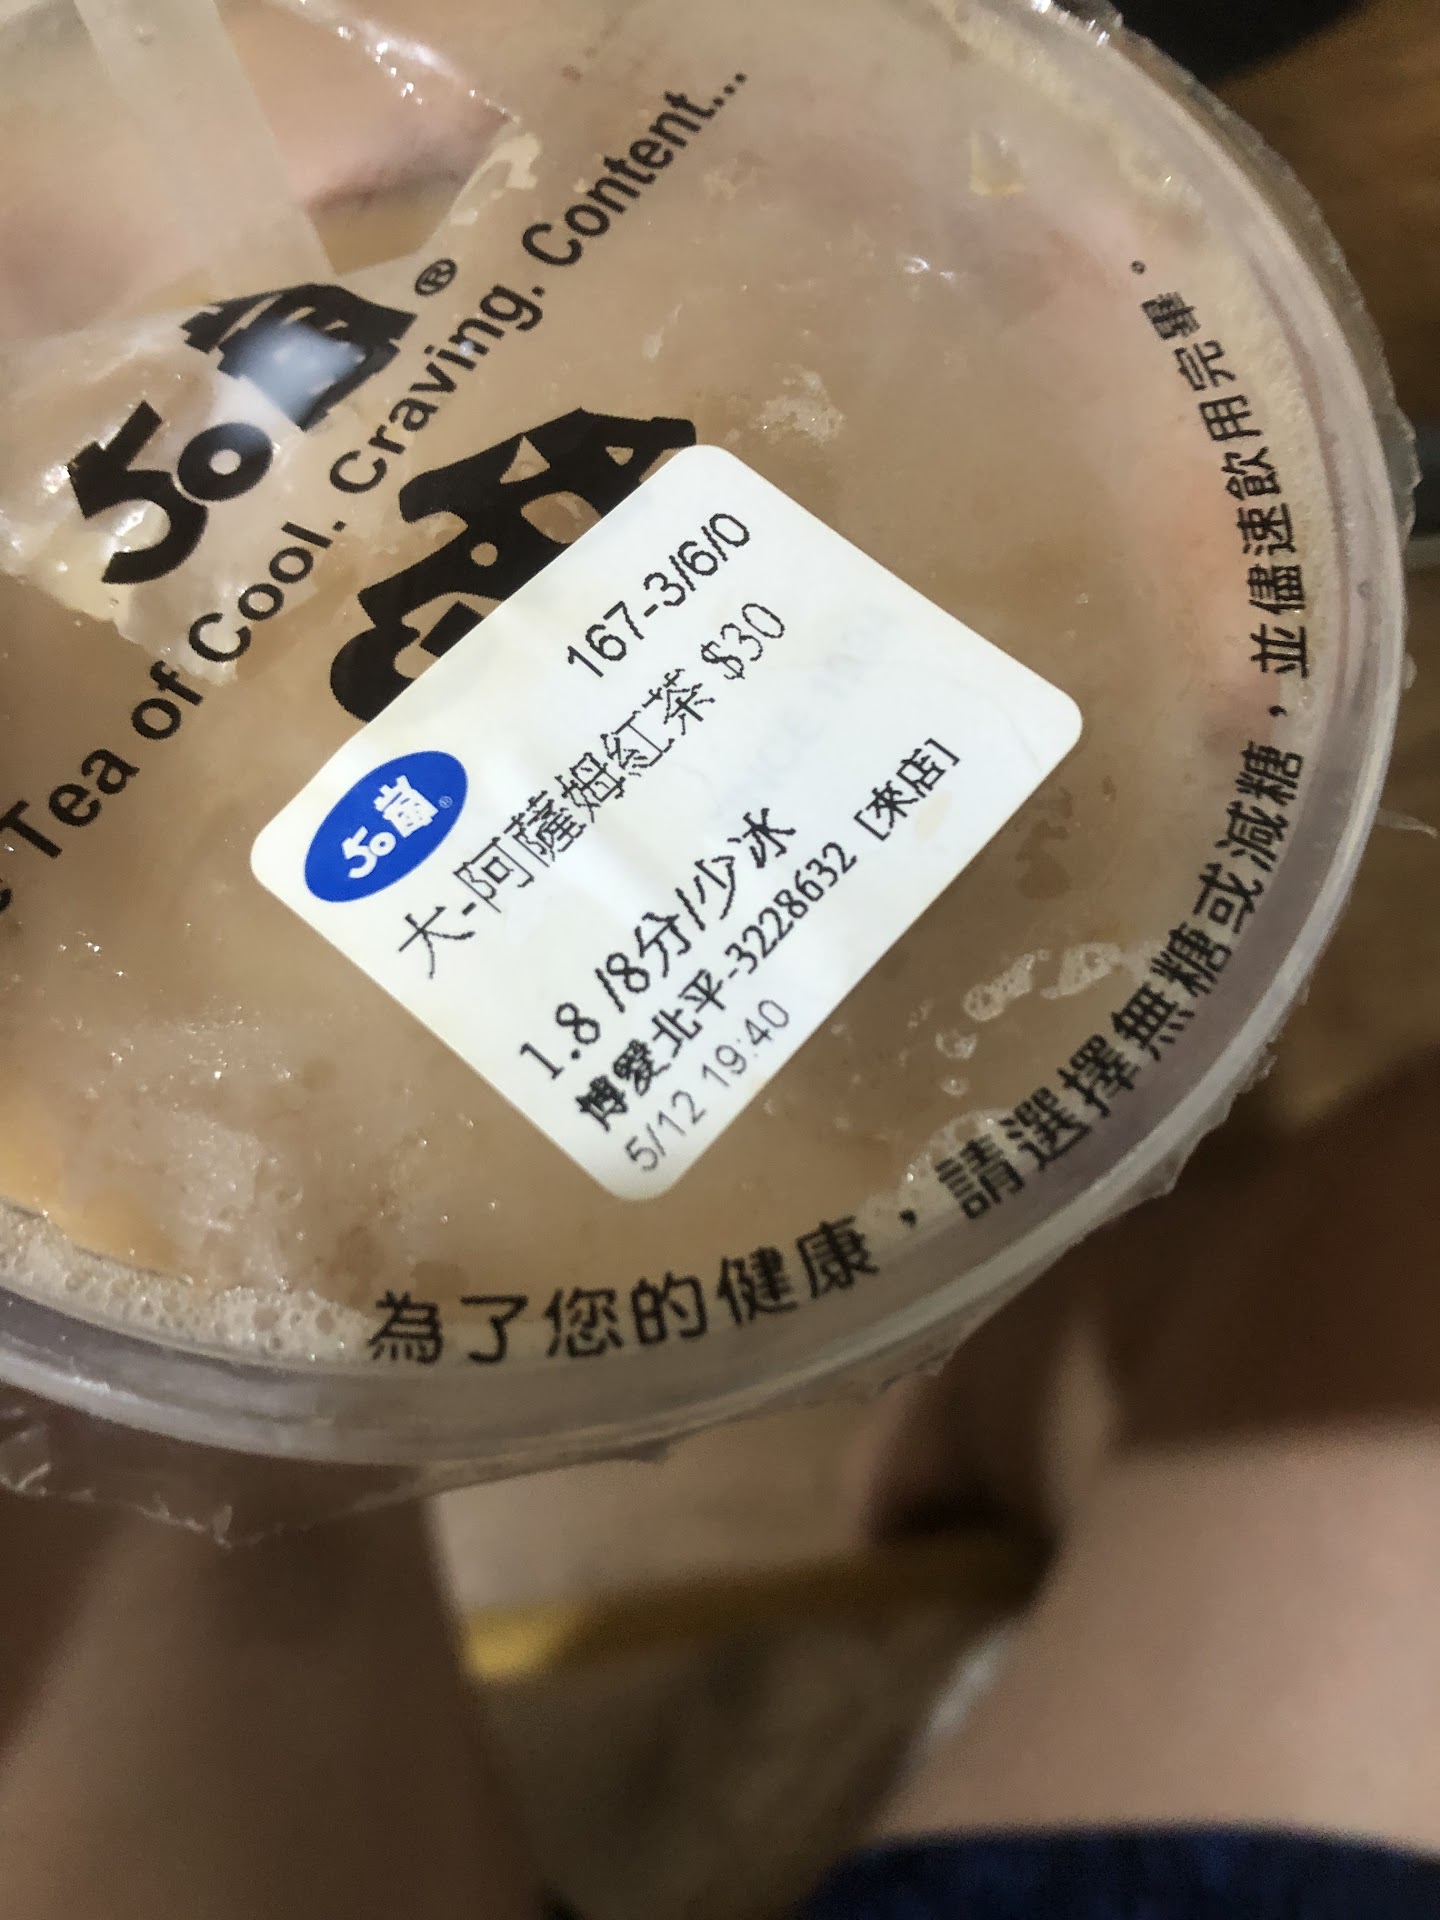 50嵐®
Tea of Cool. Craving. Content...
167-3/6/0
50嵐®
大-阿薩姆紅茶 $30
1.8 /8分/少冰
博愛北平-3228632 [來店]
5/12 19:40
為了您的健康，請選擇無糖或減糖，並儘速飲用完畢。